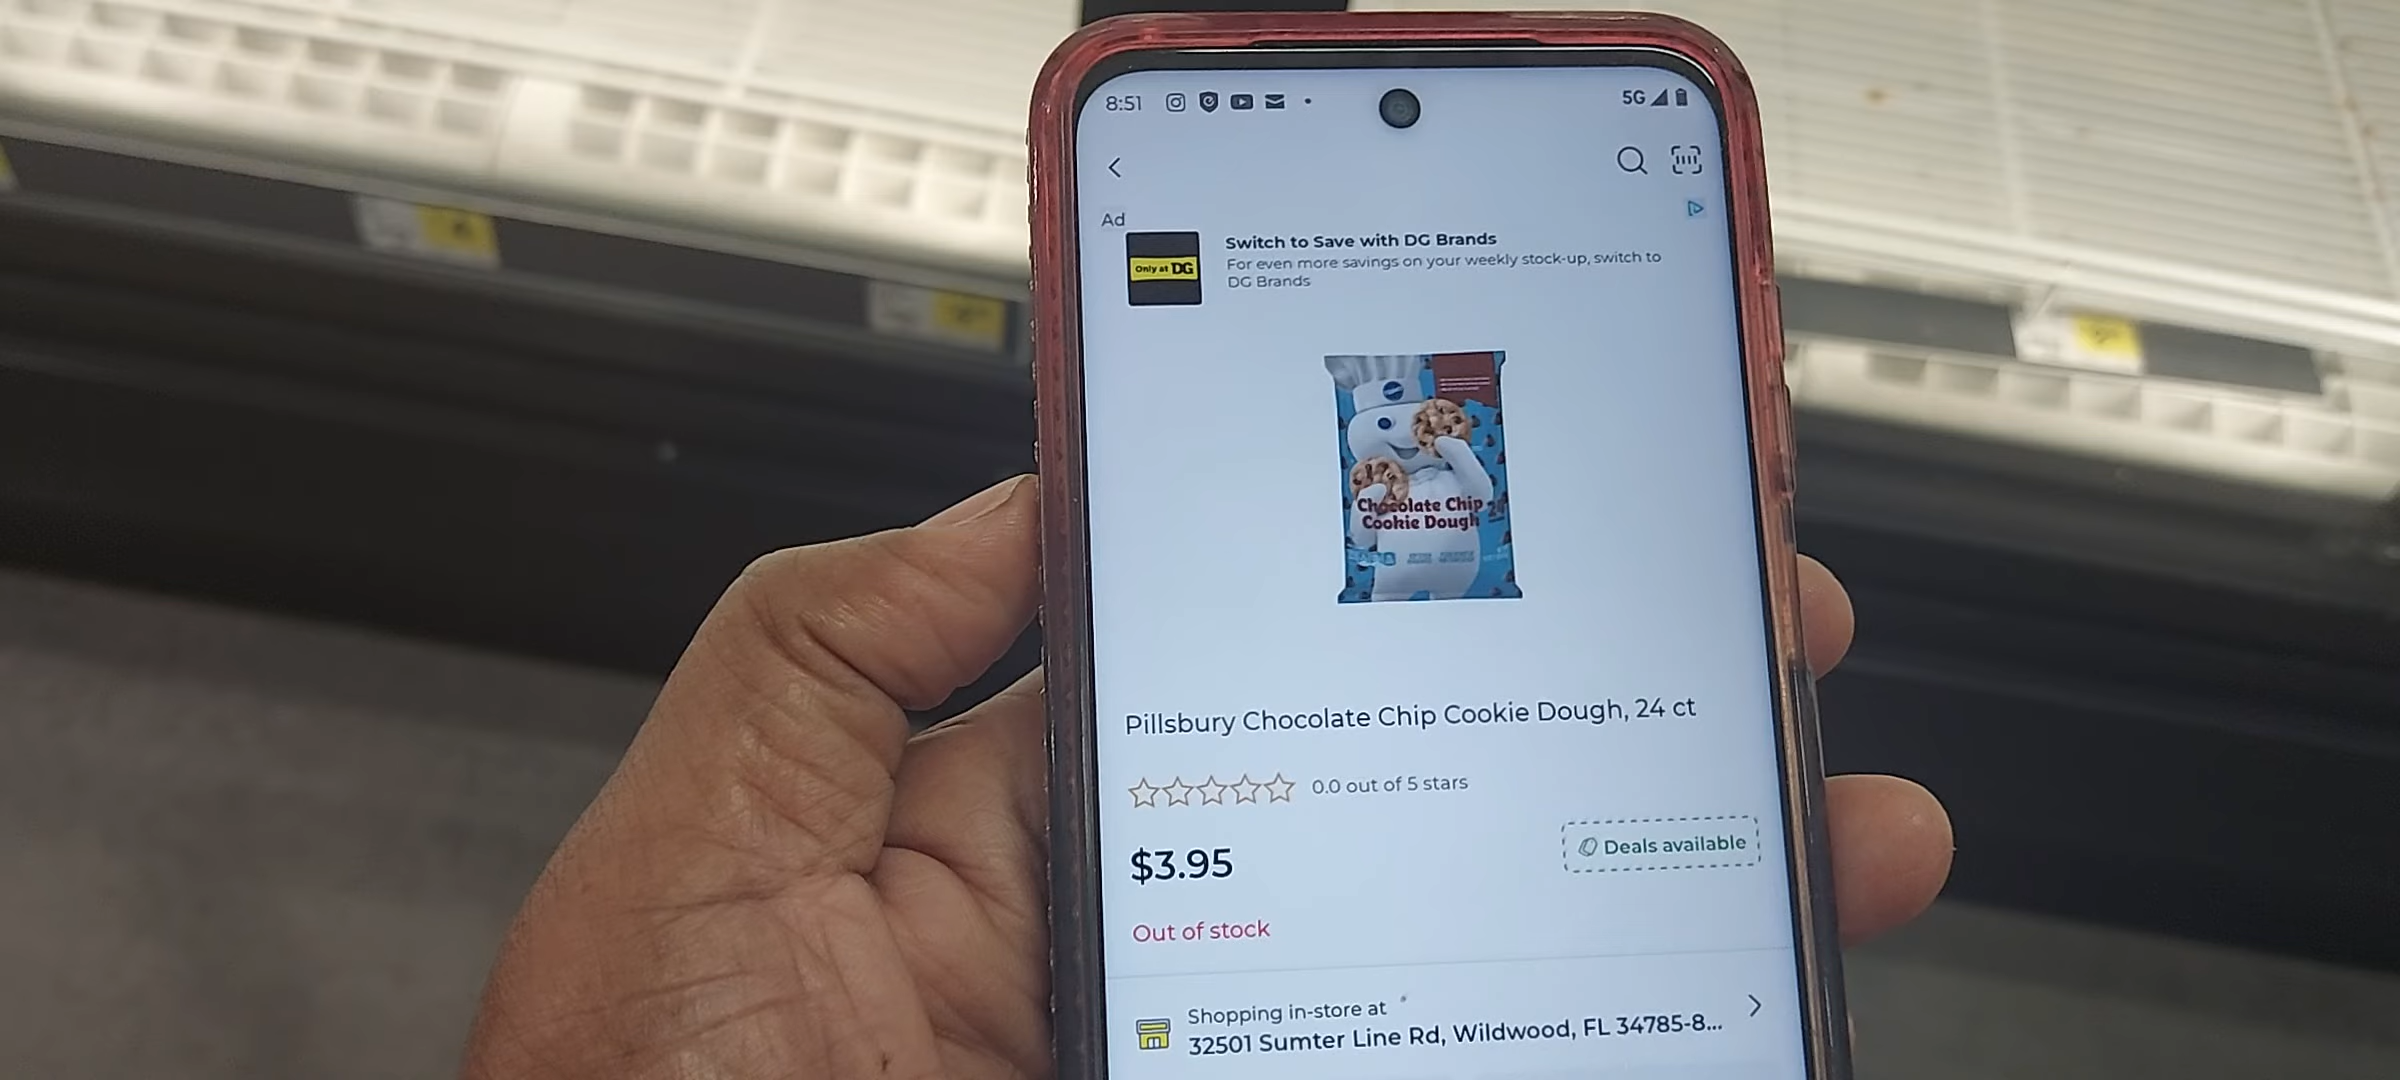 8:51
5G
Ad
Only at DG
Switch to Save with DG Brands
For even more savings on your weekly stock-up, switch to
DG Brands
Chocolate Chip
Cookie Dough
Pillsbury Chocolate Chip Cookie Dough, 24 ct
0.0 out of 5 stars
$3.95
Deals available
Out of stock
Shopping in-store at
32501 Sumter Line Rd, Wildwood, FL 34785-8...